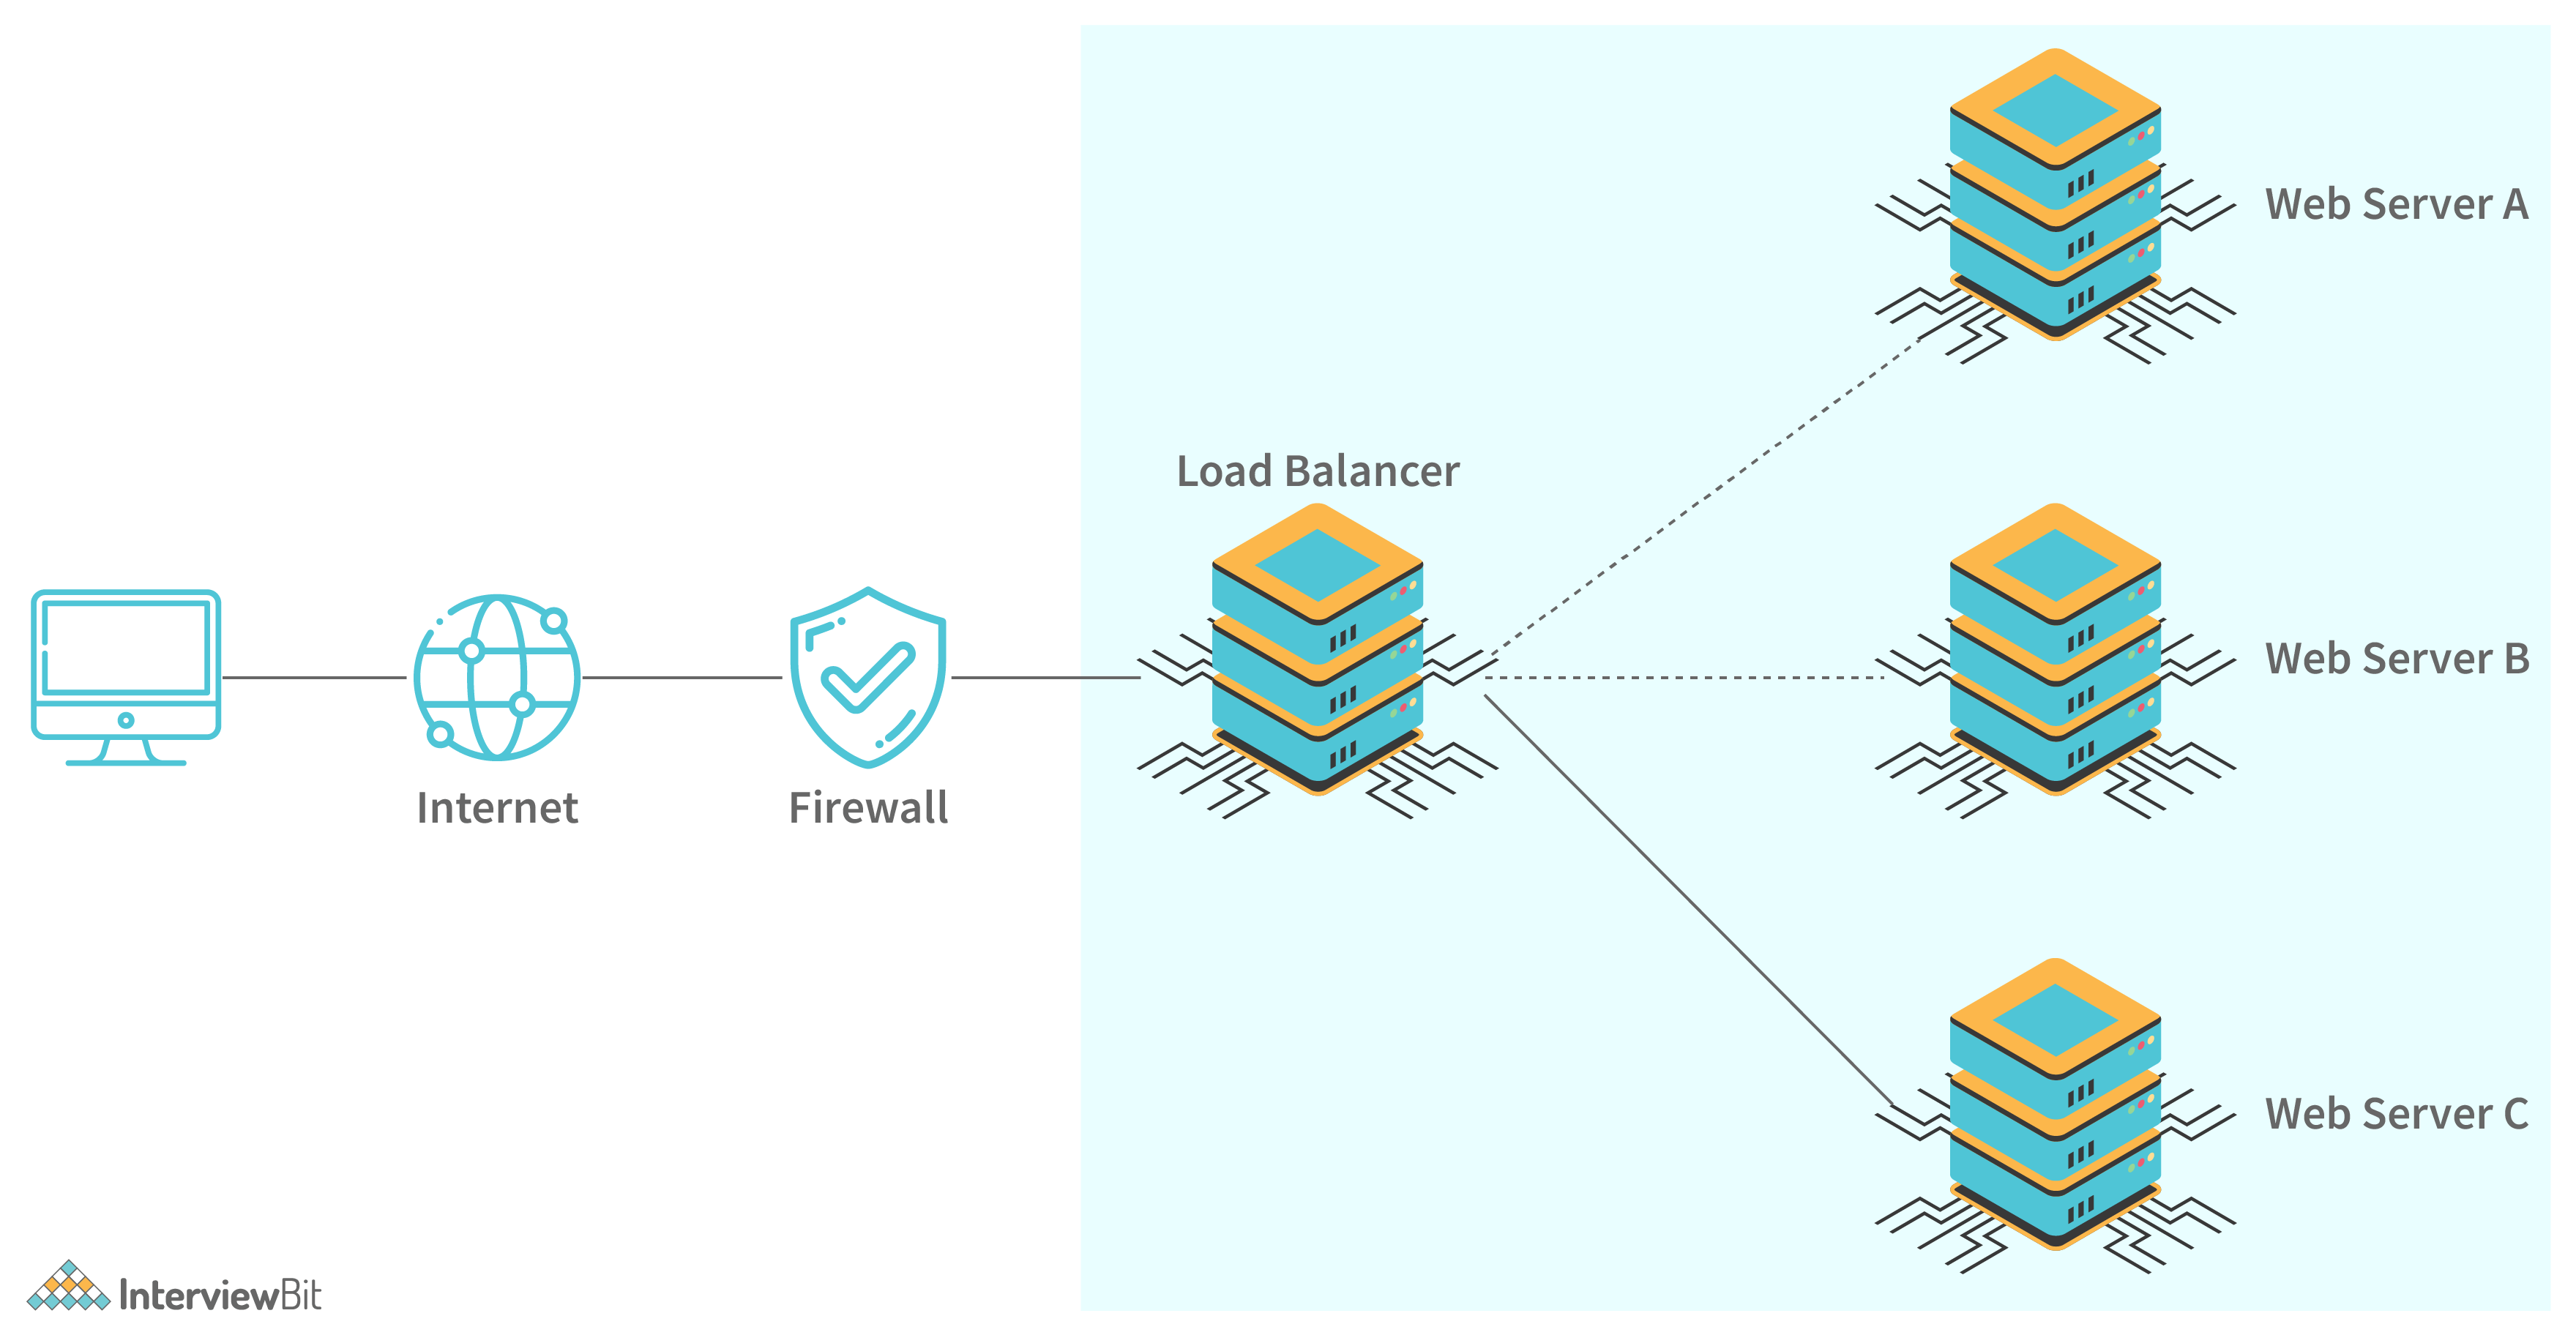 Web Server A
Load Balancer
Web Server B
Internet
Firewall
Web Server C
InterviewBit